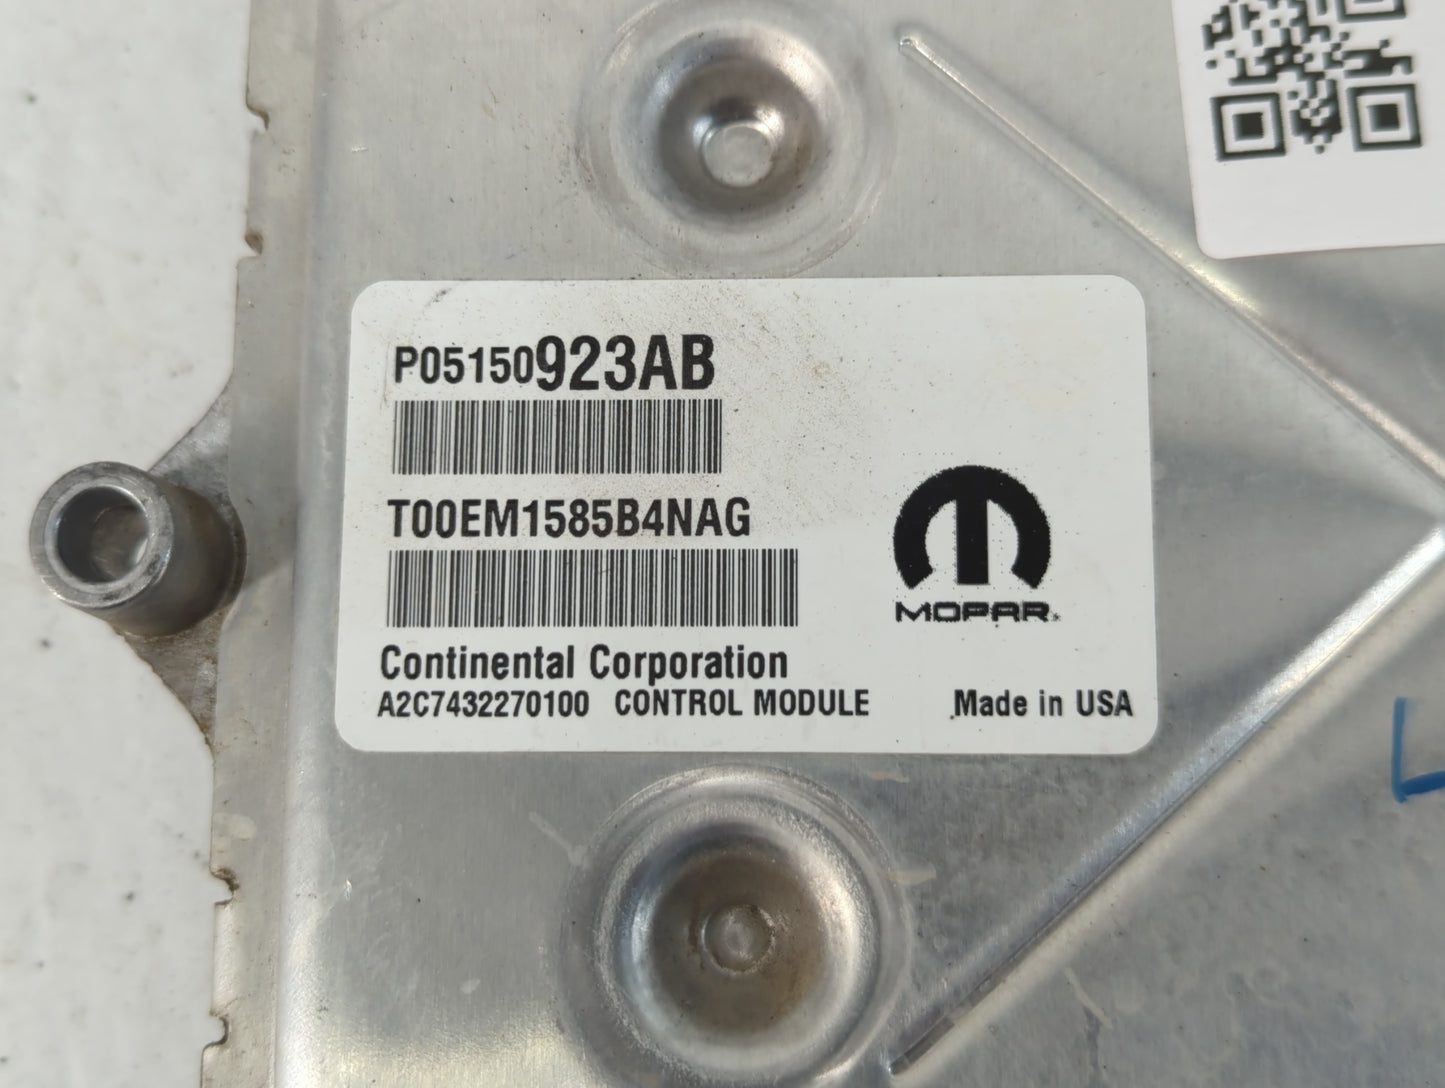 P05150923AB
T00EM1585B4NAG
MOPAR
Continental Corporation
A2C7432270100 CONTROL MODULE Made in USA